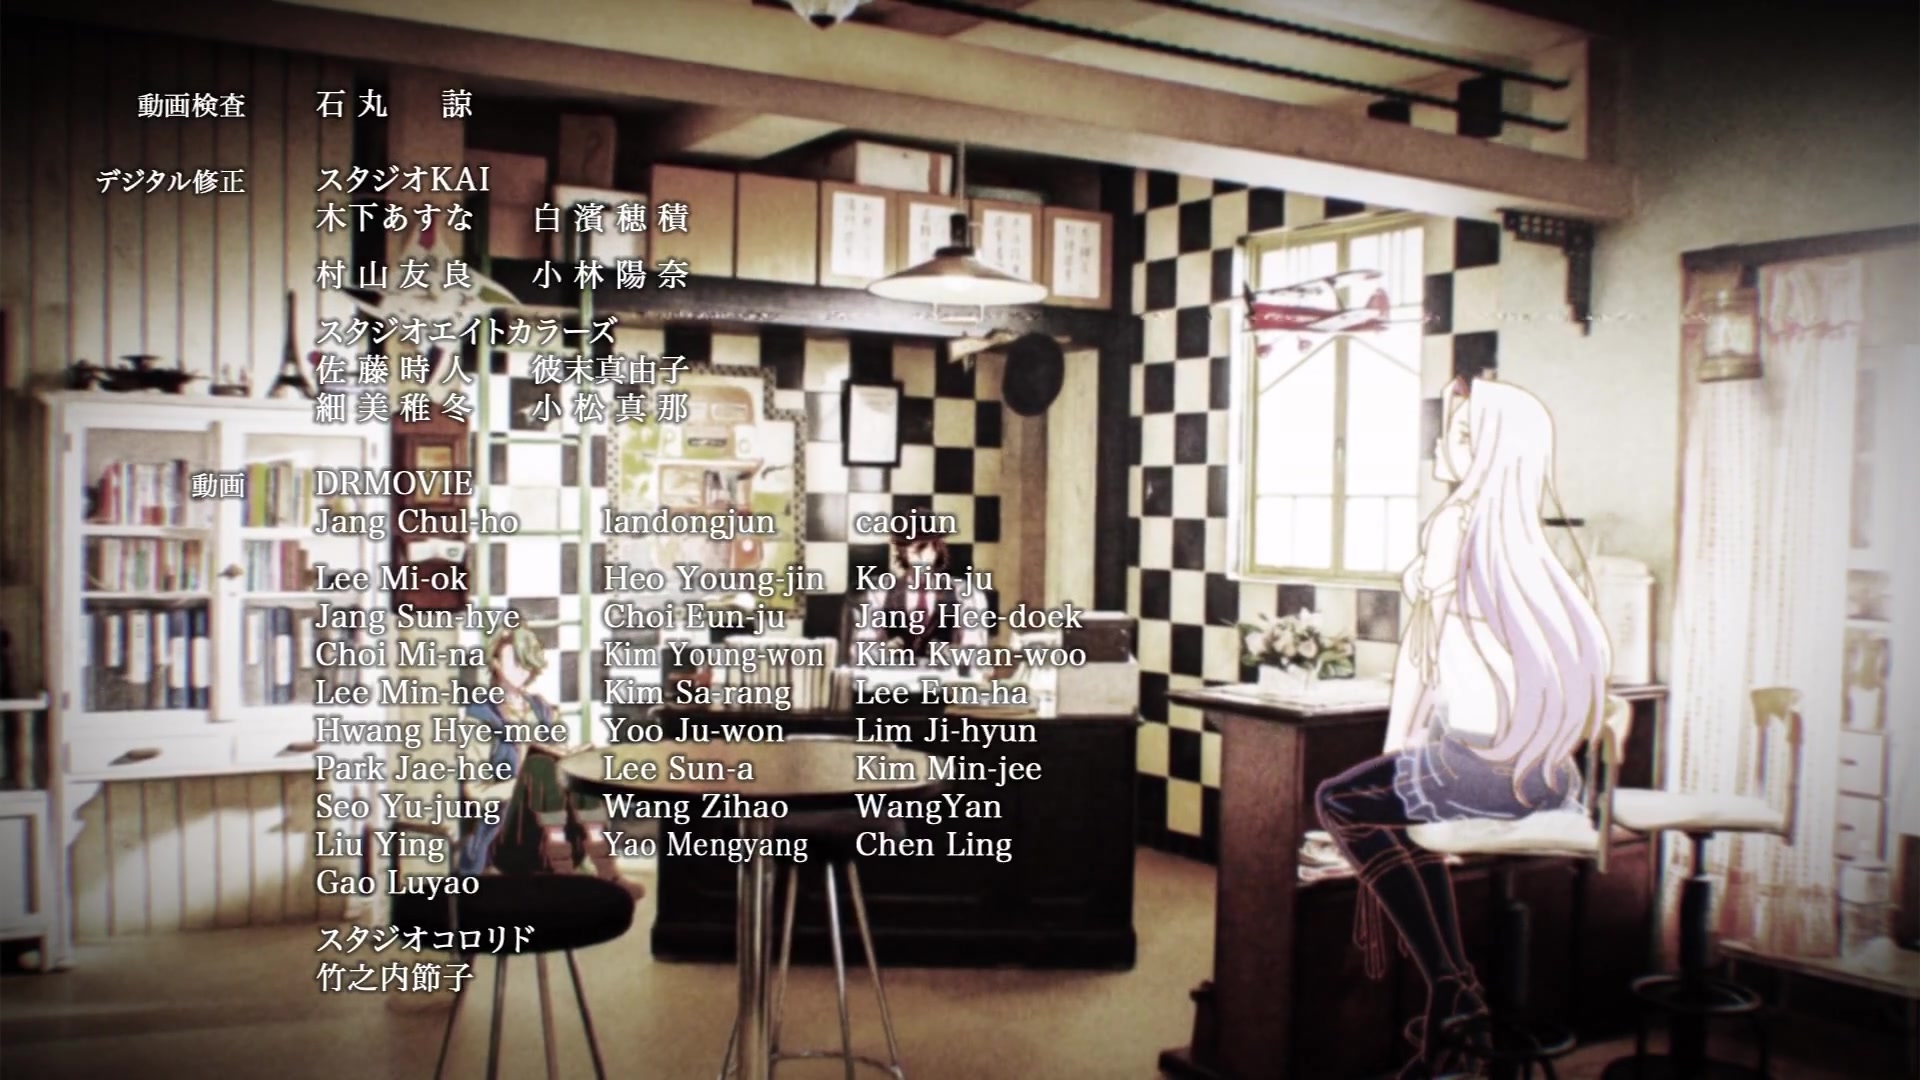 動画検査 石丸 諒
デジタル修正 スタジオKAI
木下あすな 白濱穂積
村山友良 小林陽奈
スタジオエイトカラーズ
佐藤時人 彼末真由子
細美稚冬 小松真那
動画 DRMOVIE
Jang Chul-ho landongjun caojun
Lee Mi-ok Heo Young-jin Ko Jin-ju
Jang Sun-hye Choi Eun-ju Jang Hee-doek
Choi Mi-na Kim Young-won Kim Kwan-woo
Lee Min-hee Kim Sa-rang Lee Eun-ha
Hwang Hye-mee Yoo Ju-won Lim Ji-hyun
Park Jae-hee Lee Sun-a Kim Min-jee
Seo Yu-jung Wang Zihao WangYan
Liu Ying Yao Mengyang Chen Ling
Gao Luyao
スタジオコロリド
竹之内節子